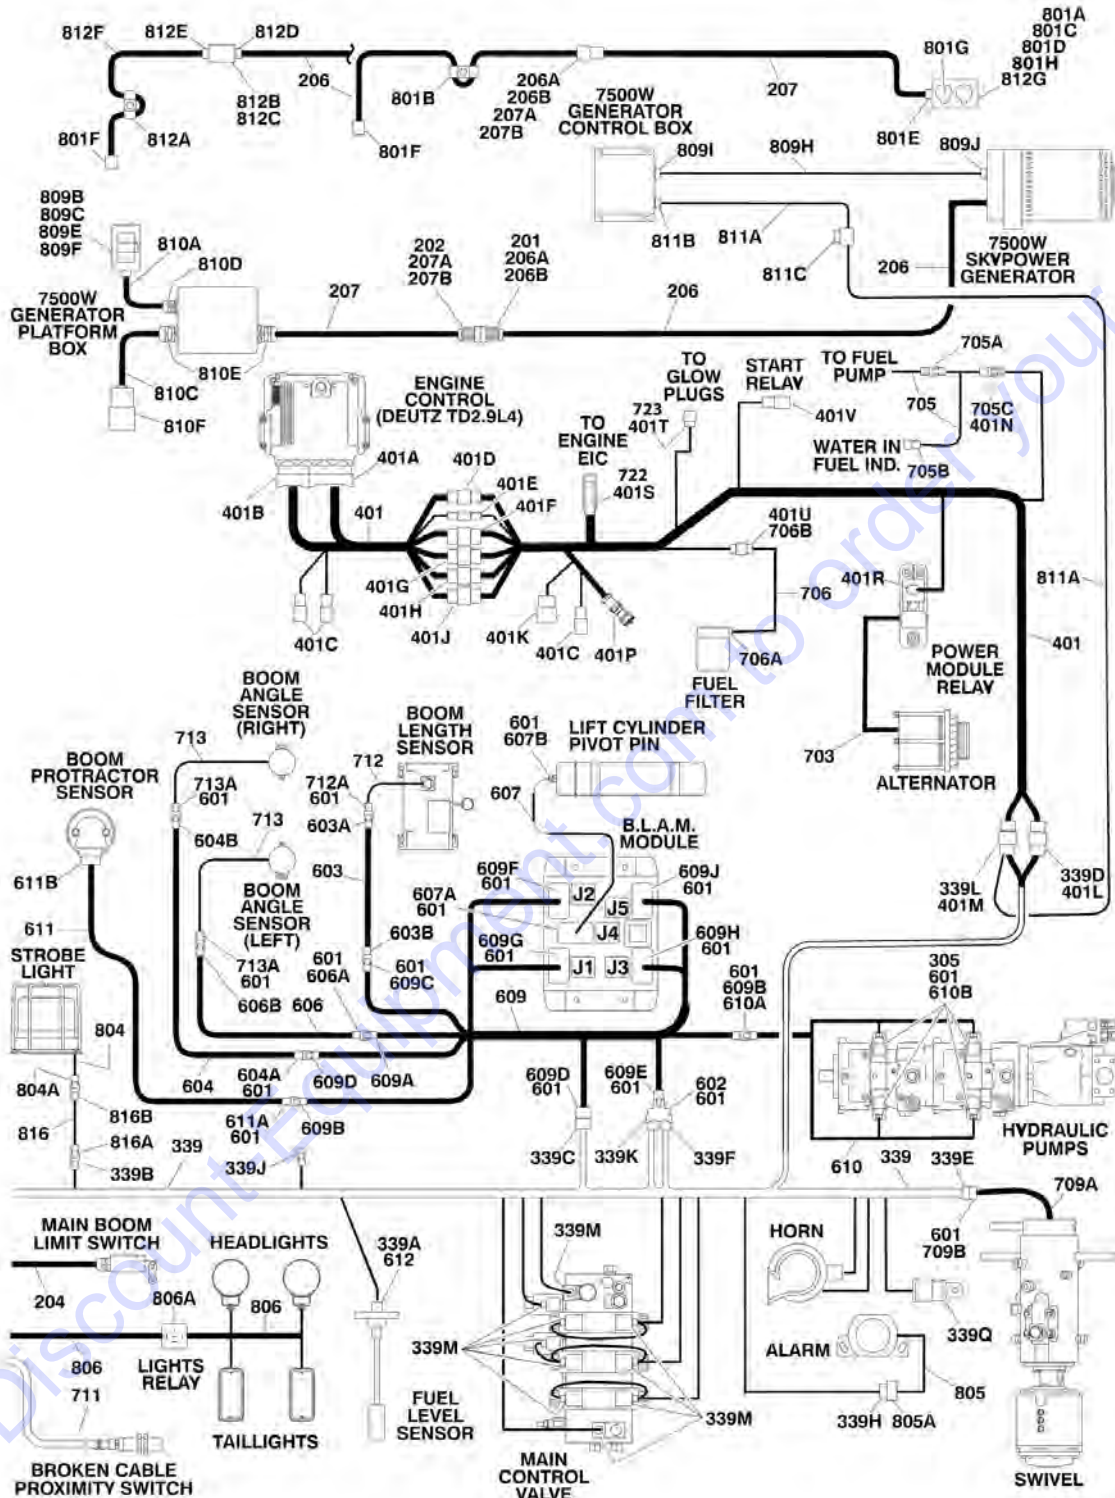 812F
812E
812D
801A
801C
801D
801H
812G
801G
206
812B
812C
801B
206A
206B
207A
207B
7500W
GENERATOR
CONTROL BOX
207
801E
801F
812A
801F
809I
809H
809J
809B
809C
809E
809F
810A
810D
202
207A
207B
201
206A
206B
811B
811A
811C
206
7500W
SKYPOWER
GENERATOR
7500W
GENERATOR
PLATFORM
BOX
207
206
810C
810E
810F
ENGINE
CONTROL
(DEUTZ TD2.9L4)
TO
GLOW
PLUGS
START
RELAY
TO FUEL
PUMP
705A
723
401T
401V
705
705C
401N
TO
ENGINE
EIC
WATER IN
FUEL IND.
705B
401A
401D
401E
401F
722
401S
401B
401
401U
706B
401G
401H
401J
401R
811A
706
401C
401K
401C
401P
706A
FUEL
FILTER
POWER
MODULE
RELAY
401
703
ALTERNATOR
BOOM
ANGLE
SENSOR
(RIGHT)
BOOM
LENGTH
SENSOR
601
607B
LIFT CYLINDER
PIVOT PIN
BOOM
PROTRACTOR
SENSOR
713
712
713A
601
712A
601
603A
607
604B
713
B.L.A.M.
MODULE
603
609F
601
609J
601
611B
BOOM
ANGLE
SENSOR
(LEFT)
607A
601
J2
J5
J4
339L
401M
339D
401L
611
603B
609G
601
609H
601
STROBE
LIGHT
713A
601
601
606A
601
609C
J1
J3
305
601
610B
601
609B
610A
606B
606
609
804
804A
604
604A
601
609D
609A
609D
601
609E
601
602
601
816B
816
611A
601
609B
816A
339B
339
339J
339C
339K
339F
610
339
339E
HYDRAULIC
PUMPS
709A
MAIN BOOM
LIMIT SWITCH
HEADLIGHTS
339A
612
339M
HORN
601
709B
204
806A
806
339M
339Q
806
LIGHTS
RELAY
ALARM
711
FUEL
LEVEL
SENSOR
339M
805
339H
805A
TAILLIGHTS
BROKEN CABLE
PROXIMITY SWITCH
MAIN
CONTROL
VALVE
SWIVEL
Discount-Equipment.com to order your